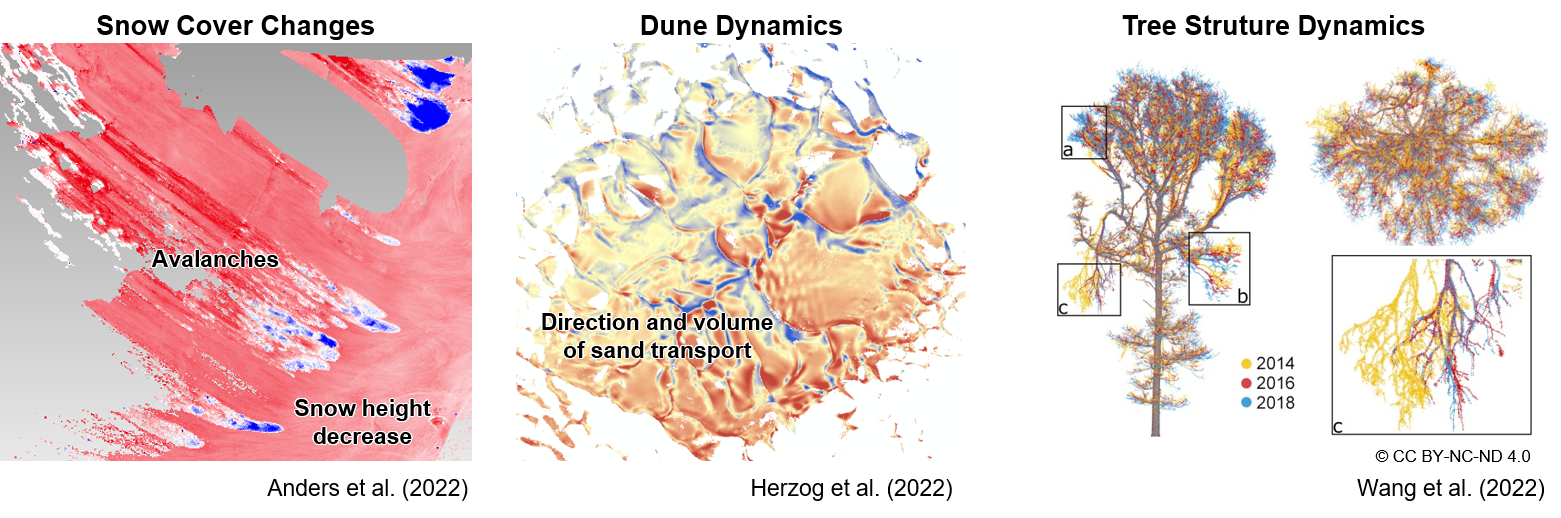 Snow Cover Changes
Avalanches
Snow height
decrease
Anders et al. (2022)
Dune Dynamics
Direction and volume
of sand transport
Herzog et al. (2022)
Tree Struture Dynamics
a
b
c
2014
2016
2018
c
© CC BY-NC-ND 4.0
Wang et al. (2022)